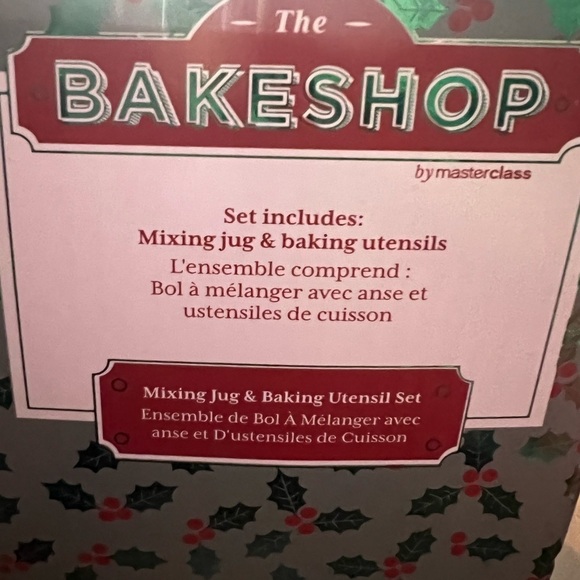 The
BAKESHOP
by masterclass
Set includes:
Mixing jug & baking utensils
L'ensemble comprend :
Bol à mélanger avec anse et
ustensiles de cuisson
Mixing Jug & Baking Utensil Set
Ensemble de Bol À Mélanger avec
anse et D'ustensiles de Cuisson